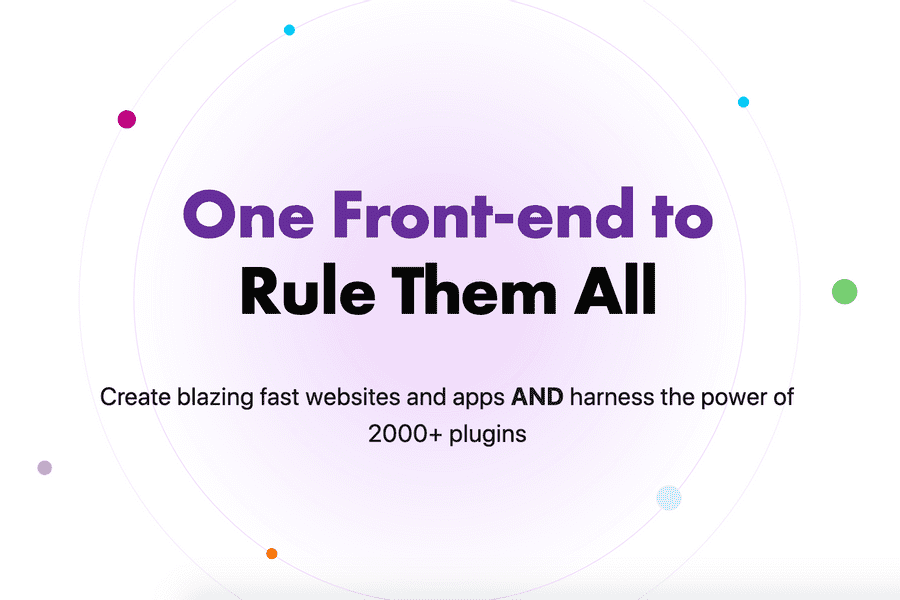 One Front-end to
Rule Them All
Create blazing fast websites and apps AND harness the power of
2000+ plugins